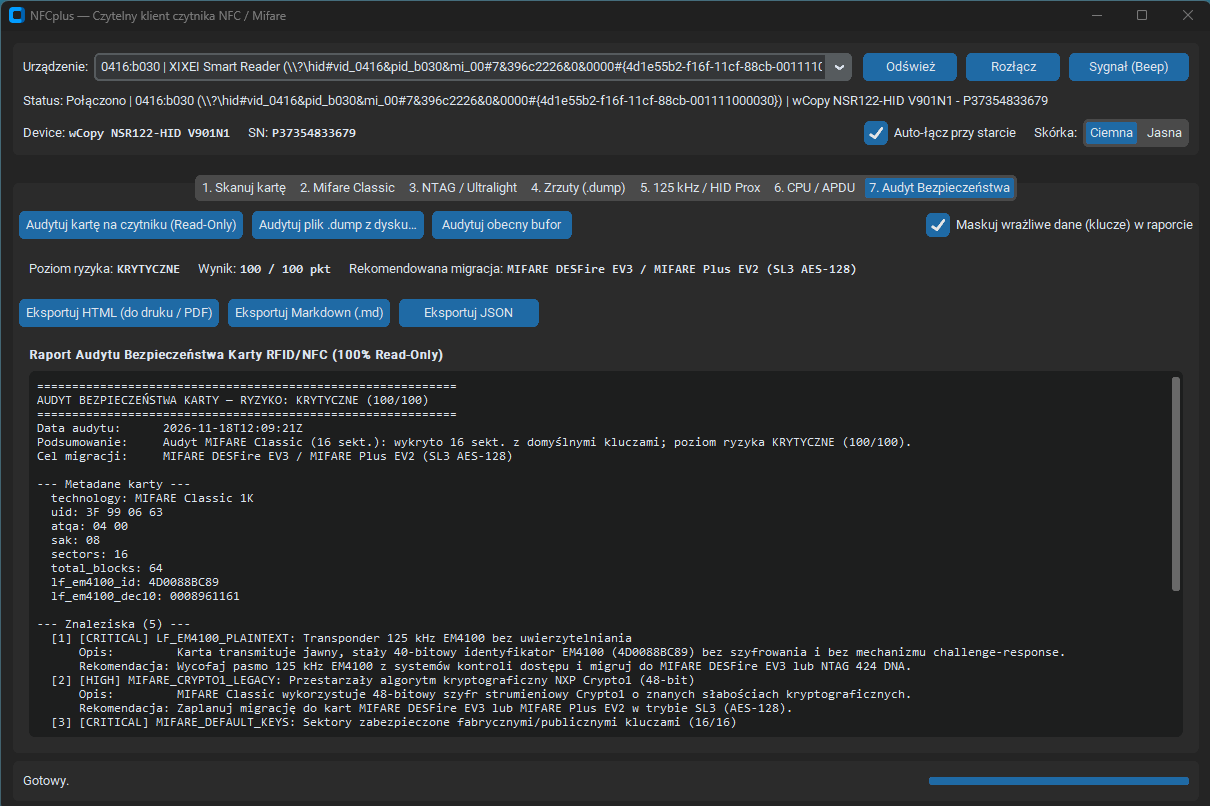 NFCplus — Czytelny klient czytnika NFC / Mifare
Urządzenie: 0416:b030 | XIXEI Smart Reader (\\?\hid#vid_0416&pid_b030&mi_00#7&396c2226&0&0000#{4d1e55b2-f16f-11cf-88cb-0011110 Odśwież Rozłącz Sygnał (Beep)
Status: Połączono | 0416:b030 (\\?\hid#vid_0416&pid_b030&mi_00#7&396c2226&0&0000#{4d1e55b2-f16f-11cf-88cb-001111000030}) | wCopy NSR122-HID V901N1 - P37354833679
Device: wCopy NSR122-HID V901N1 SN: P37354833679 Auto-łącz przy starcie Skórka: Ciemna Jasna
1. Skanuj kartę 2. Mifare Classic 3. NTAG / Ultralight 4. Zrzuty (.dump) 5. 125 kHz / HID Prox 6. CPU / APDU 7. Audyt Bezpieczeństwa
Audytuj kartę na czytniku (Read-Only) Audytuj plik .dump z dysku... Audytuj obecny bufor Maskuj wrażliwe dane (klucze) w raporcie
Poziom ryzyka: KRYTYCZNE Wynik: 100 / 100 pkt Rekomendowana migracja: MIFARE DESFire EV3 / MIFARE Plus EV2 (SL3 AES-128)
Eksportuj HTML (do druku / PDF) Eksportuj Markdown (.md) Eksportuj JSON
Raport Audytu Bezpieczeństwa Karty RFID/NFC (100% Read-Only)
============================================================
AUDYT BEZPIECZEŃSTWA KARTY — RYZYKO: KRYTYCZNE (100/100)
============================================================
Data audytu: 2026-11-18T12:09:21Z
Podsumowanie: Audyt MIFARE Classic (16 sekt.): wykryto 16 sekt. z domyślnymi kluczami; poziom ryzyka KRYTYCZNE (100/100).
Cel migracji: MIFARE DESFire EV3 / MIFARE Plus EV2 (SL3 AES-128)
--- Metadane karty ---
technology: MIFARE Classic 1K
uid: 3F 99 06 63
atqa: 04 00
sak: 08
sectors: 16
total_blocks: 64
lf_em4100_id: 4D0088BC89
lf_em4100_dec10: 0008961161
--- Znaleziska (5) ---
[1] [CRITICAL] LF_EM4100_PLAINTEXT: Transponder 125 kHz EM4100 bez uwierzytelniania
Opis: Karta transmituje jawny, stały 40-bitowy identyfikator EM4100 (4D0088BC89) bez szyfrowania i bez mechanizmu challenge-response.
Rekomendacja: Wycofaj pasmo 125 kHz EM4100 z systemów kontroli dostępu i migruj do MIFARE DESFire EV3 lub NTAG 424 DNA.
[2] [HIGH] MIFARE_CRYPTO1_LEGACY: Przestarzały algorytm kryptograficzny NXP Crypto1 (48-bit)
Opis: MIFARE Classic wykorzystuje 48-bitowy szyfr strumieniowy Crypto1 o znanych słabościach kryptograficznych.
Rekomendacja: Zaplanuj migrację do kart MIFARE DESFire EV3 lub MIFARE Plus EV2 w trybie SL3 (AES-128).
[3] [CRITICAL] MIFARE_DEFAULT_KEYS: Sektory zabezpieczone fabrycznymi/publicznymi kluczami (16/16)
Gotowy.